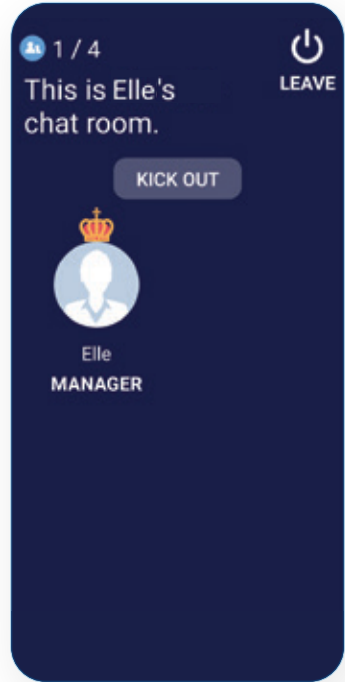 1 / 4
LEAVE
This is Elle's
chat room.
KICK OUT
Elle
MANAGER